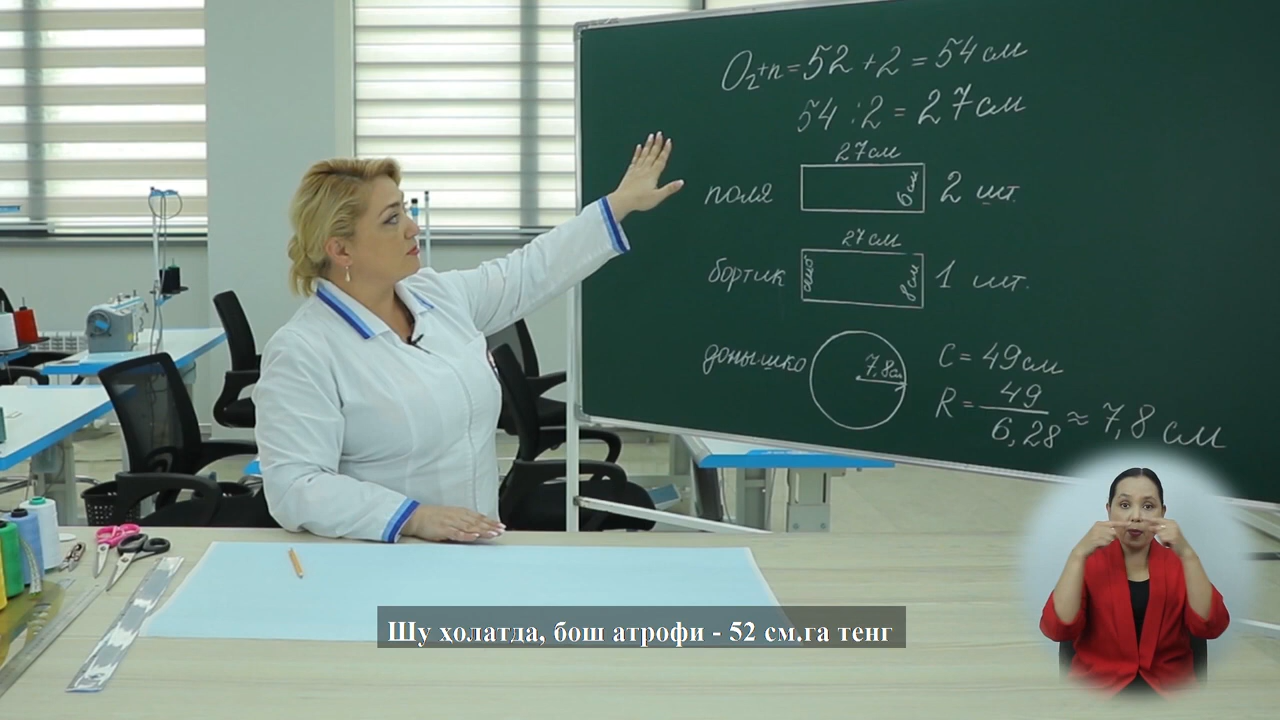 O₂+п = 52 + 2 = 54 см
54 : 2 = 27 см
27 см
поля 6 см 2 шт.
27 см
бортик 8 см 1 шт.
донышко 7,8 см C = 49 см
R = 49 / 6,28 ≈ 7,8 см
Шу холатда, бош атрофи - 52 см.га тенг